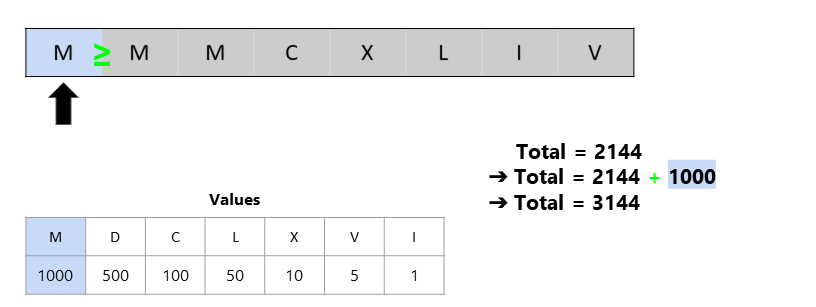 M ≥ M M C X L I V
Total = 2144
➔ Total = 2144 + 1000
➔ Total = 3144
Values
M D C L X V I
1000 500 100 50 10 5 1